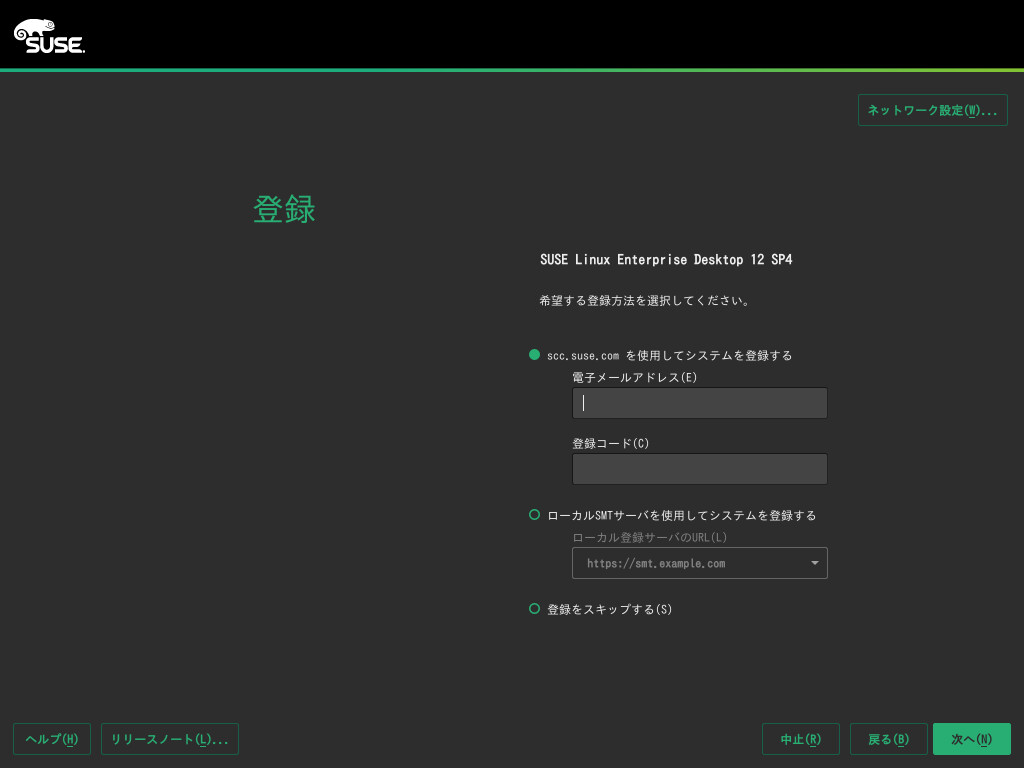 SUSE.
ネットワーク設定(W)...
登録
SUSE Linux Enterprise Desktop 12 SP4
希望する登録方法を選択してください。
scc.suse.com を使用してシステムを登録する
電子メールアドレス(E)
登録コード(C)
ローカルSMTサーバを使用してシステムを登録する
ローカル登録サーバのURL(L)
https://smt.example.com
登録をスキップする(S)
ヘルプ(H) リリースノート(L)... 中止(R) 戻る(B) 次へ(N)